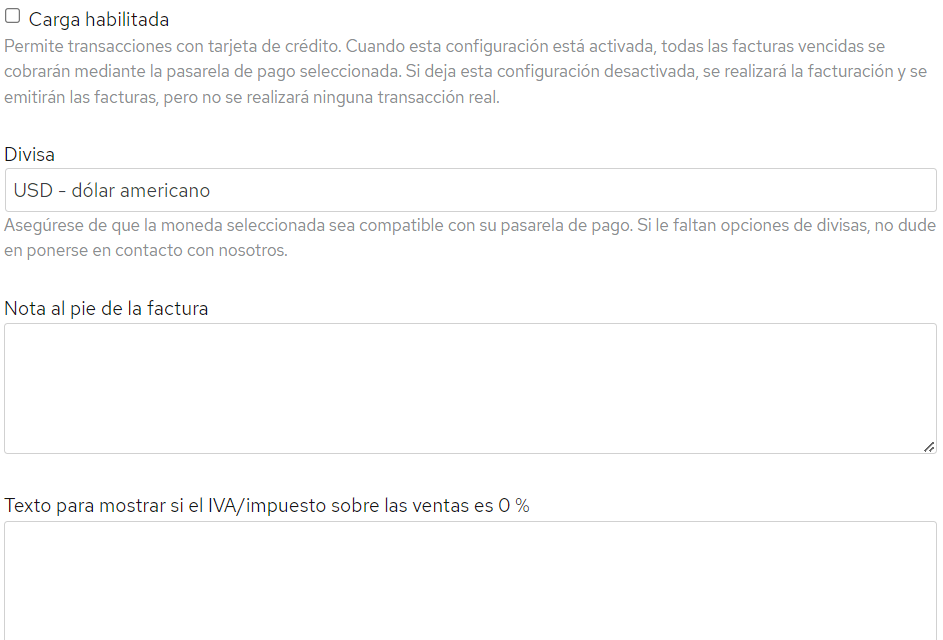 Carga habilitada
Permite transacciones con tarjeta de crédito. Cuando esta configuración está activada, todas las facturas vencidas se
cobrarán mediante la pasarela de pago seleccionada. Si deja esta configuración desactivada, se realizará la facturación y se
emitirán las facturas, pero no se realizará ninguna transacción real.
Divisa
USD - dólar americano
Asegúrese de que la moneda seleccionada sea compatible con su pasarela de pago. Si le faltan opciones de divisas, no dude
en ponerse en contacto con nosotros.
Nota al pie de la factura
Texto para mostrar si el IVA/impuesto sobre las ventas es 0 %